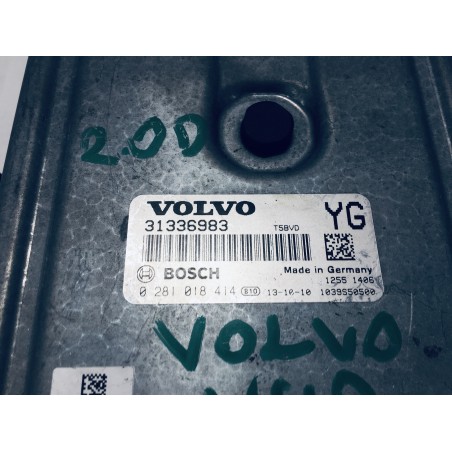 2.0D
VOLVO
31336983 T5BVD YG
BOSCH Made in Germany
1255 1406
0 281 018 414 E10 13-10-10 1039S50500
VOLVO